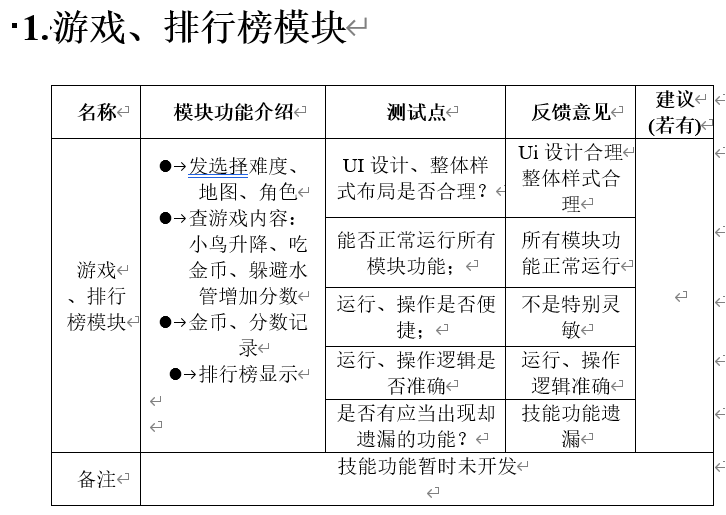 1.游戏、排行榜模块
名称
模块功能介绍
测试点
反馈意见
建议
(若有)
游戏
、排行
榜模块
●发选择难度、
地图、角色
●查游戏内容：
小鸟升降、吃
金币、躲避水
管增加分数
●金币、分数记
录
●排行榜显示
UI 设计、整体样
式布局是否合理？
Ui 设计合理
整体样式合
理
能否正常运行所有
模块功能；
所有模块功
能正常运行
运行、操作是否便
捷；
不是特别灵
敏
运行、操作逻辑是
否准确
运行、操作
逻辑准确
是否有应当出现却
遗漏的功能？
技能功能遗
漏
备注
技能功能暂时未开发